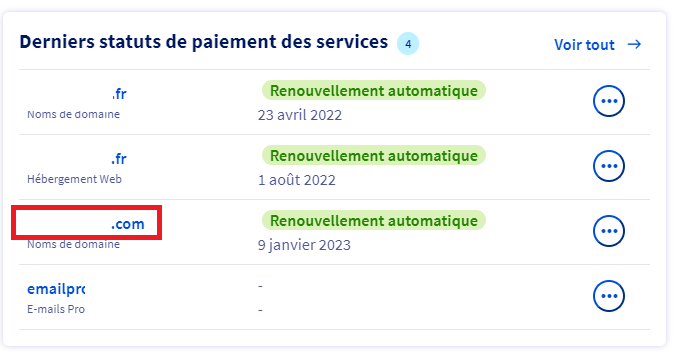 Derniers statuts de paiement des services 4
Voir tout →
.fr
Renouvellement automatique
Noms de domaine
23 avril 2022
.fr
Renouvellement automatique
Hébergement Web
1 août 2022
.com
Renouvellement automatique
Noms de domaine
9 janvier 2023
emailpro
-
E-mails Pro
-